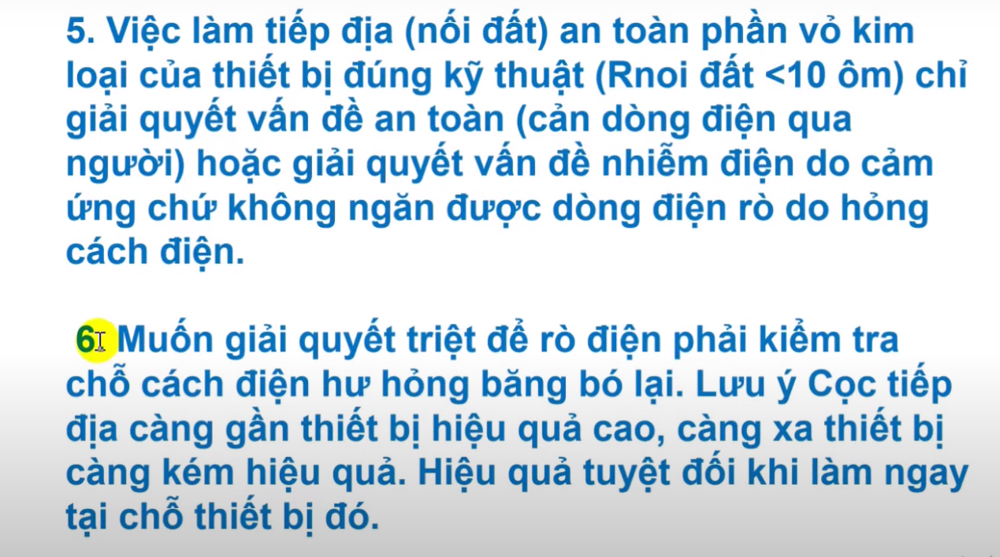 5. Việc làm tiếp địa (nối đất) an toàn phần vỏ kim
loại của thiết bị đúng kỹ thuật (Rnoi đất <10 ôm) chỉ
giải quyết vấn đề an toàn (cản dòng điện qua
người) hoặc giải quyết vấn đề nhiễm điện do cảm
ứng chứ không ngăn được dòng điện rò do hỏng
cách điện.
6. Muốn giải quyết triệt để rò điện phải kiểm tra
chỗ cách điện hư hỏng băng bó lại. Lưu ý Cọc tiếp
địa càng gần thiết bị hiệu quả cao, càng xa thiết bị
càng kém hiệu quả. Hiệu quả tuyệt đối khi làm ngay
tại chỗ thiết bị đó.